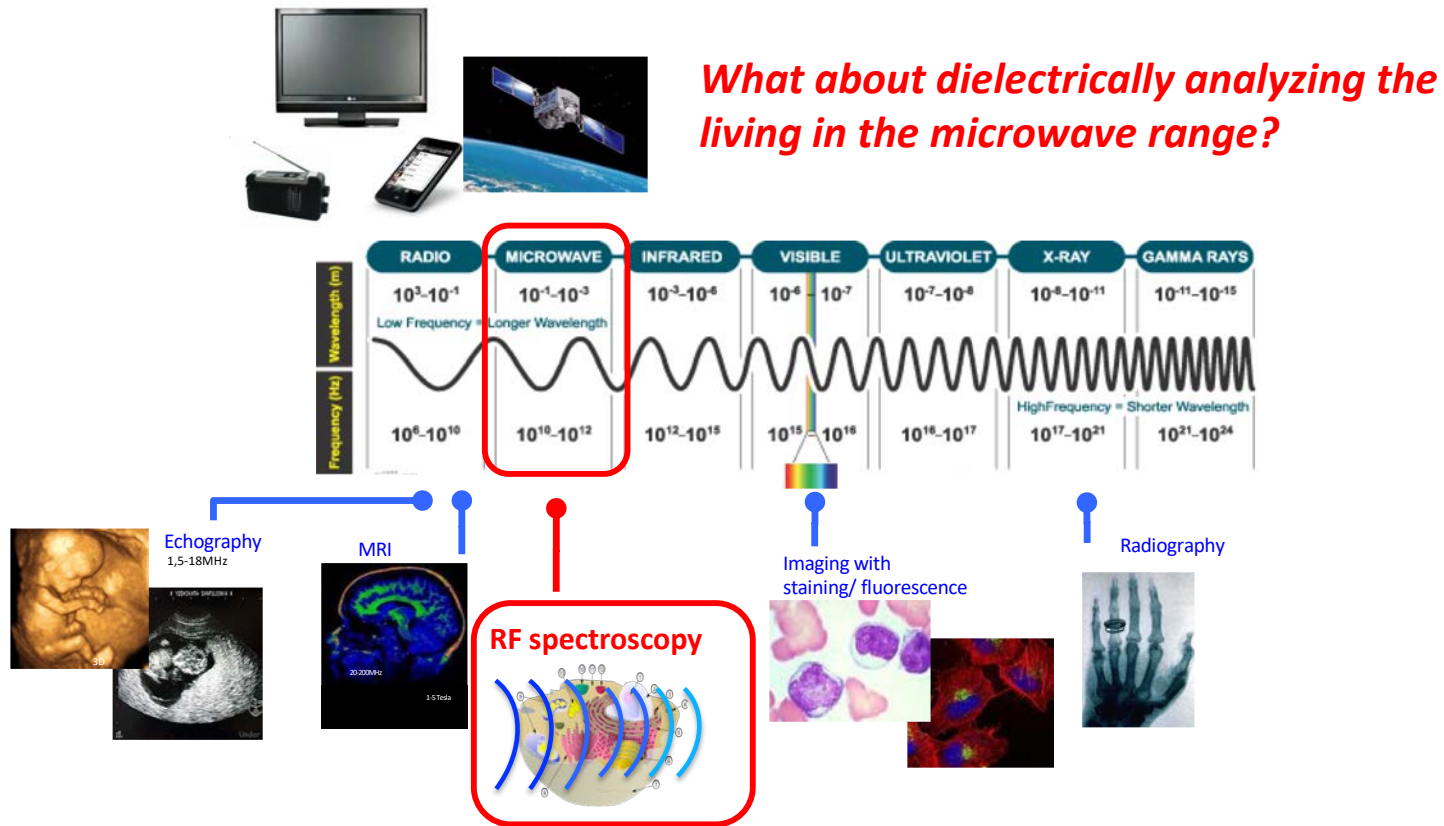 What about dielectrically analyzing the
living in the microwave range?
RADIO
MICROWAVE
INFRARED
VISIBLE
ULTRAVIOLET
X-RAY
GAMMA RAYS
Wavelength (m)
10³–10⁻¹
10⁻¹–10⁻³
10⁻³–10⁻⁶
10⁻⁶ – 10⁻⁷
10⁻⁷–10⁻⁸
10⁻⁸–10⁻¹¹
10⁻¹¹–10⁻¹⁵
Low Frequency = Longer Wavelength
Frequency (Hz)
HighFrequency = Shorter Wavelength
10⁶–10¹⁰
10¹⁰–10¹²
10¹²–10¹⁵
10¹⁵ 10¹⁶
10¹⁶–10¹⁷
10¹⁷–10²¹
10²¹–10²⁴
Echography
1,5-18MHz
3D
MRI
20-200MHz
1-5 Tesla
RF spectroscopy
Imaging with
staining/ fluorescence
Radiography